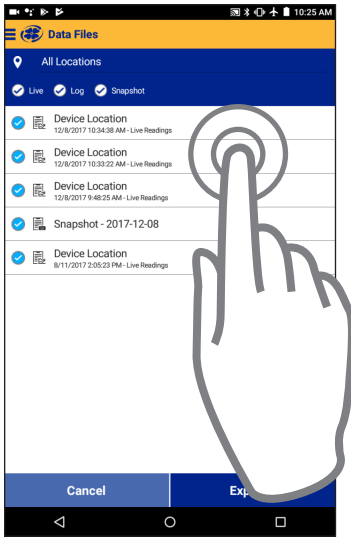 10:25 AM
Data Files
All Locations
Live Log Snapshot
Device Location
12/8/2017 10:34:38 AM - Live Readings
Device Location
12/8/2017 10:33:22 AM - Live Readings
Device Location
12/8/2017 9:48:25 AM - Live Readings
Snapshot - 2017-12-08
Device Location
8/11/2017 2:05:23 PM - Live Readings
Cancel Exp